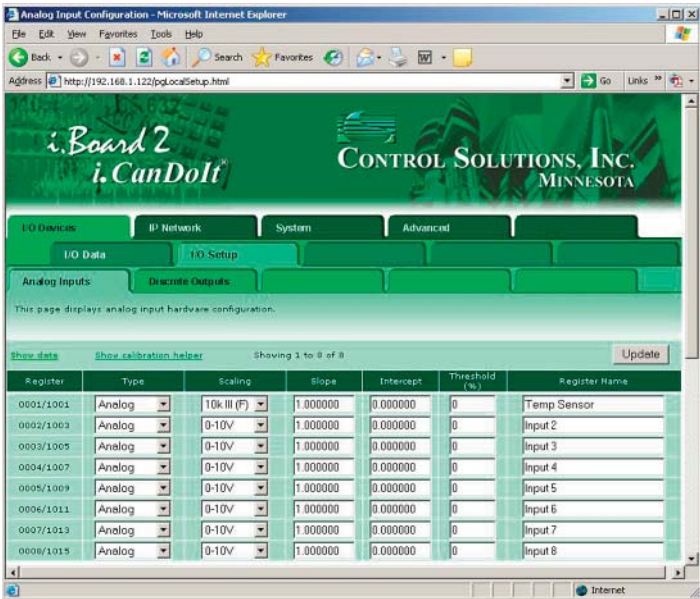 Analog Input Configuration - Microsoft Internet Explorer
File Edit View Favorites Tools Help
Back Search Favorites
Address http://192.168.1.122/pgLocalSetup.html Go Links »
i.Board 2
i.CanDoIt®
CONTROL SOLUTIONS, INC.
MINNESOTA
I/O Devices IP Network System Advanced
I/O Data I/O Setup
Analog Inputs Discrete Outputs
This page displays analog input hardware configuration.
Show data Show calibration helper Showing 1 to 8 of 8 Update
Register Type Scaling Slope Intercept Threshold (%) Register Name
0001/1001 Analog 10k III (F) 1.000000 0.000000 0 Temp Sensor
0002/1003 Analog 0-10V 1.000000 0.000000 0 Input 2
0003/1005 Analog 0-10V 1.000000 0.000000 0 Input 3
0004/1007 Analog 0-10V 1.000000 0.000000 0 Input 4
0005/1009 Analog 0-10V 1.000000 0.000000 0 Input 5
0006/1011 Analog 0-10V 1.000000 0.000000 0 Input 6
0007/1013 Analog 0-10V 1.000000 0.000000 0 Input 7
0008/1015 Analog 0-10V 1.000000 0.000000 0 Input 8
Internet